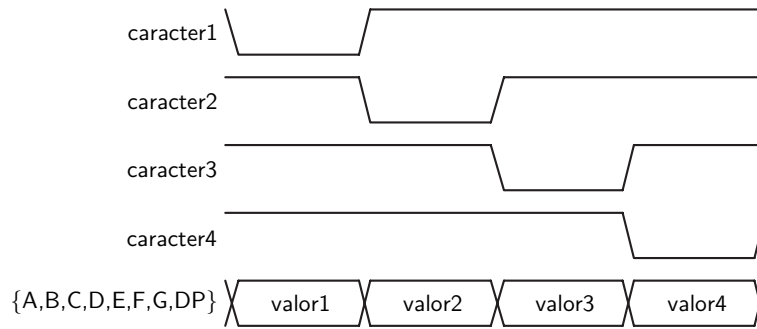 caracter1
caracter2
caracter3
caracter4
{A,B,C,D,E,F,G,DP} valor1 valor2 valor3 valor4